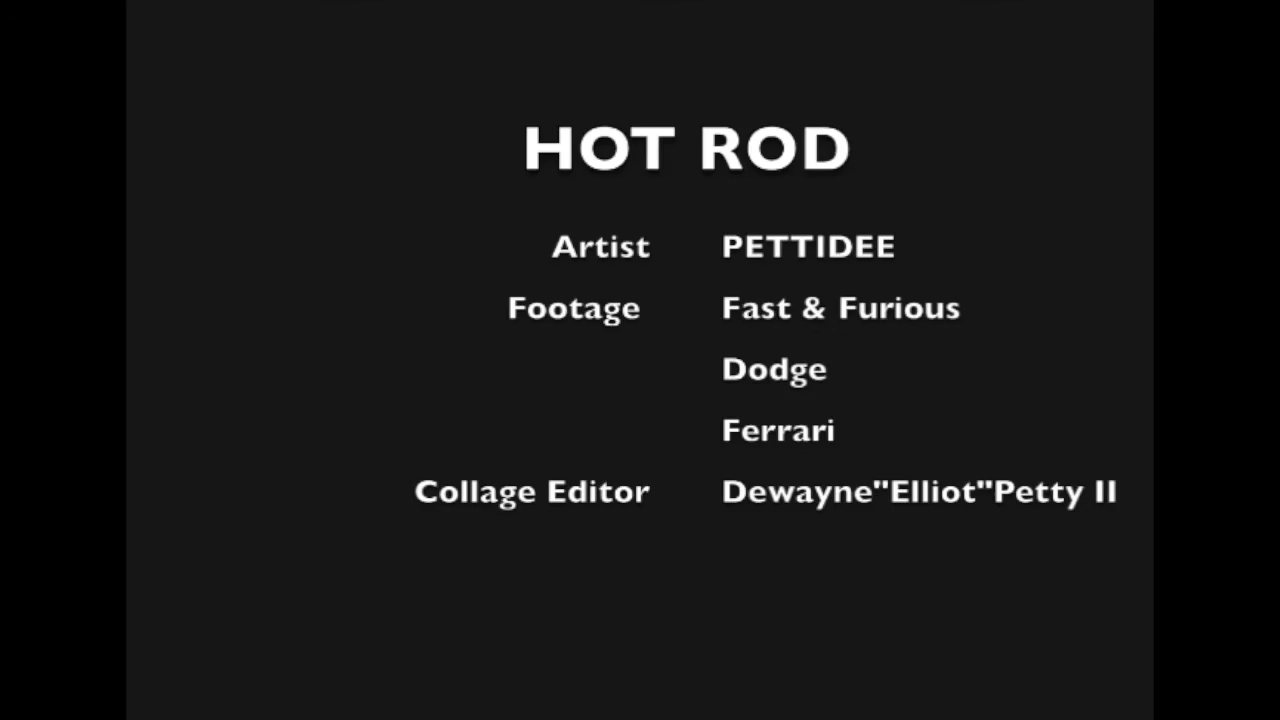 HOT ROD
Artist PETTIDEE
Footage Fast & Furious
Dodge
Ferrari
Collage Editor Dewayne"Elliot"Petty II